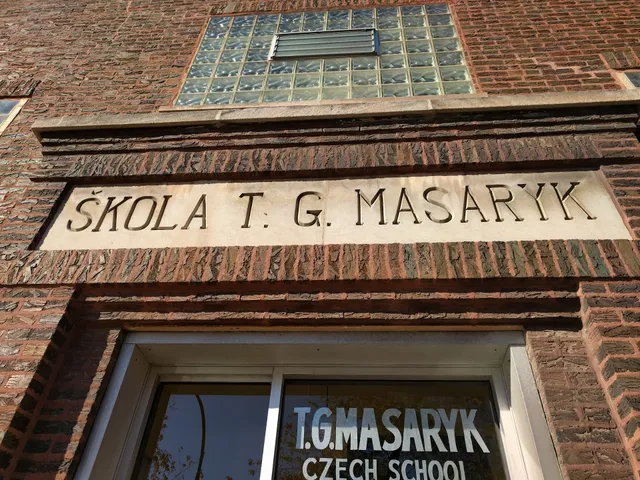 ŠKOLA T. G. MASARYK
T.G.MASARYK
CZECH SCHOOL